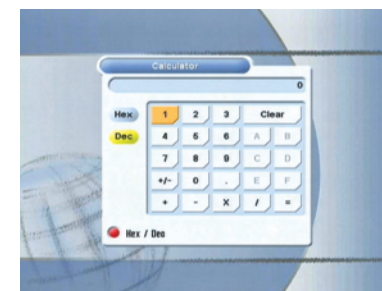 Calculator
0
Hex 1 2 3 Clear
Dec 4 5 6 A B
7 8 9 C D
+/- 0 . E F
+ - X / =
Hex / Dec